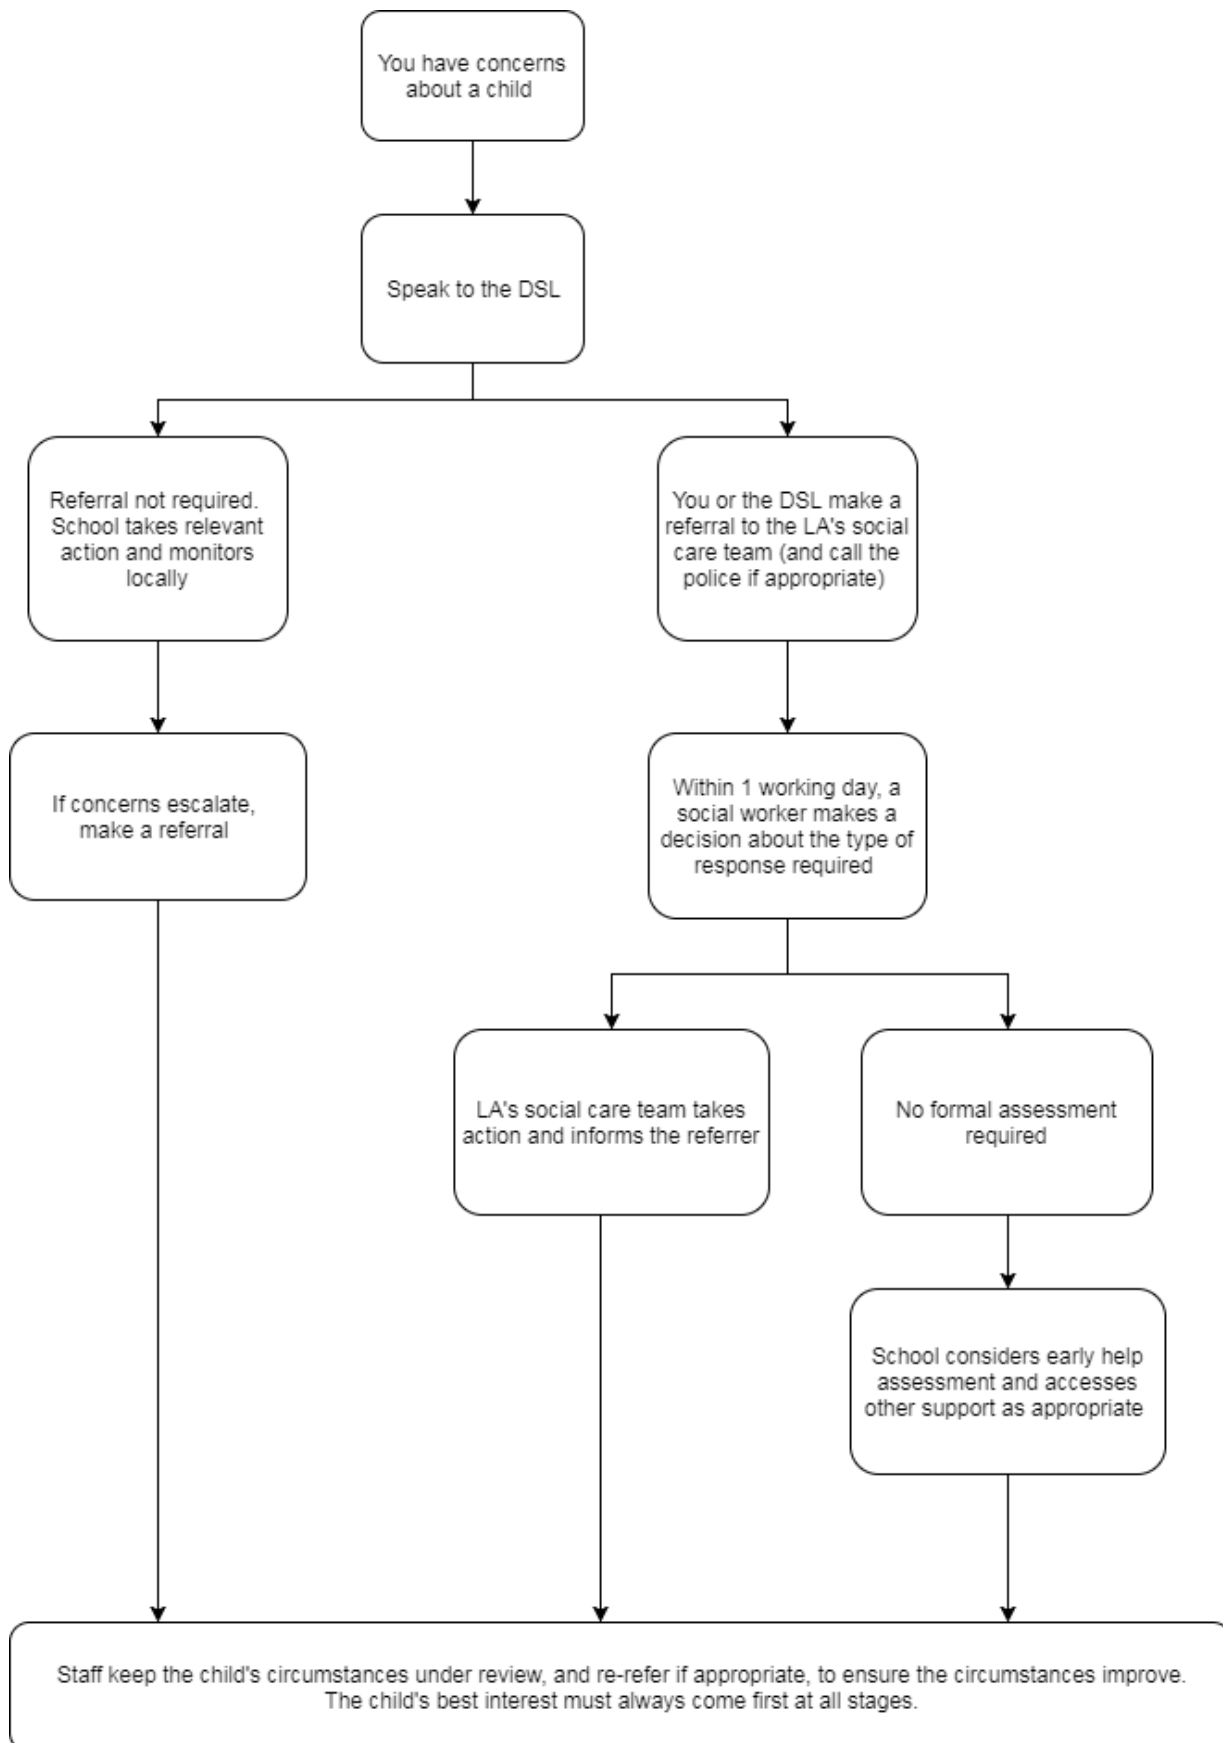 You have concerns
about a child
Speak to the DSL
Referral not required.
School takes relevant
action and monitors
locally
You or the DSL make a
referral to the LA's social
care team (and call the
police if appropriate)
If concerns escalate,
make a referral
Within 1 working day, a
social worker makes a
decision about the type of
response required
LA's social care team takes
action and informs the referrer
No formal assessment
required
School considers early help
assessment and accesses
other support as appropriate
Staff keep the child's circumstances under review, and re-refer if appropriate, to ensure the circumstances improve.
The child's best interest must always come first at all stages.